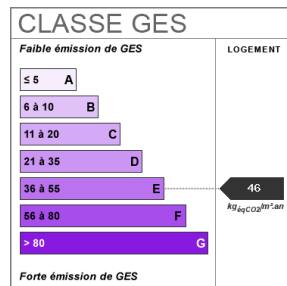 CLASSE GES
Faible émission de GES
LOGEMENT
≤ 5 A
6 à 10 B
11 à 20 C
21 à 35 D
36 à 55 E
46
kgéqCO2/m².an
56 à 80 F
> 80 G
Forte émission de GES